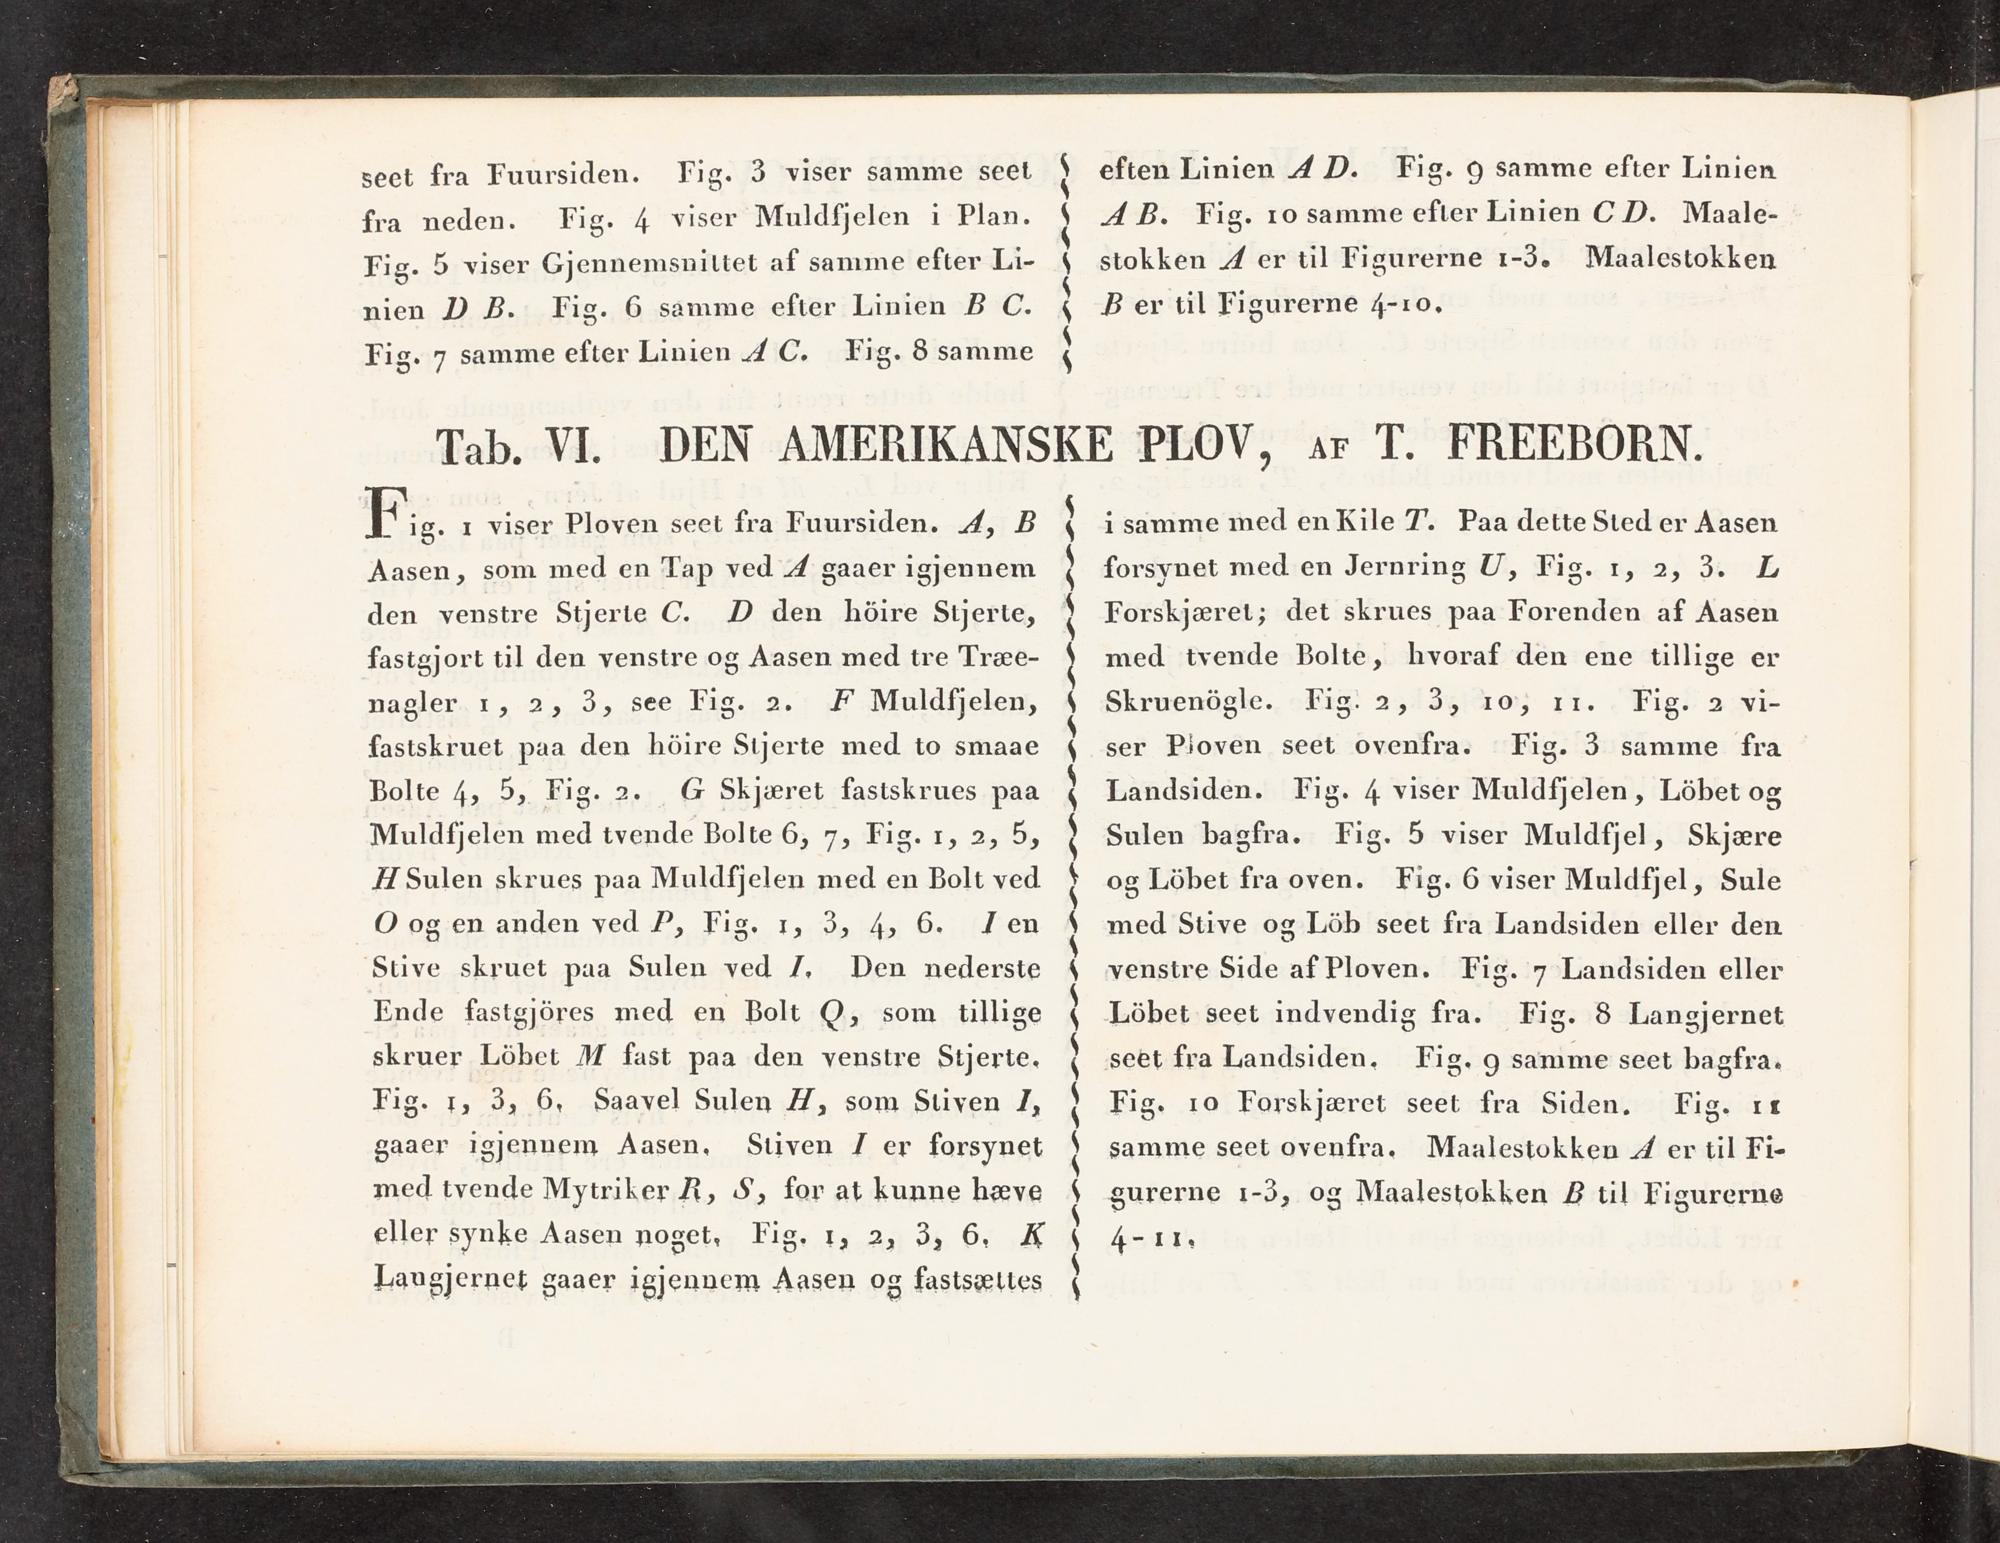 seet fra Fuursiden. Fig. 3 viser samme seet
fra neden. Fig. 4 viser Muldfjelen i Plan.
Fig. 5 viser Gjennemsnittet af samme efter Li-
nien D B. Fig. 6 samme efter Linien B C.
Fig. 7 samme efter Linien A C. Fig. 8 samme
eften Linien A D. Fig. 9 samme efter Linien
A B. Fig. 10 samme efter Linien C D. Maale-
stokken A er til Figurerne 1-3. Maalestokken
B er til Figurerne 4-10.
Tab. VI. DEN AMERIKANSKE PLOV, AF T. FREEBORN.
Fig. 1 viser Ploven seet fra Fuursiden. A, B
Aasen, som med en Tap ved A gaaer igjennem
den venstre Stjerte C. D den höire Stjerte,
fastgjort til den venstre og Aasen med tre Træe-
nagler 1, 2, 3, see Fig. 2. F Muldfjelen,
fastskruet paa den höire Stjerte med to smaae
Bolte 4, 5, Fig. 2. G Skjæret fastskrues paa
Muldfjelen med tvende Bolte 6, 7, Fig. 1, 2, 5,
H Sulen skrues paa Muldfjelen med en Bolt ved
O og en anden ved P, Fig. 1, 3, 4, 6. I en
Stive skruet paa Sulen ved I. Den nederste
Ende fastgjöres med en Bolt Q, som tillige
skruer Löbet M fast paa den venstre Stjerte.
Fig. 1, 3, 6. Saavel Sulen H, som Stiven I,
gaaer igjennem Aasen. Stiven I er forsynet
med tvende Mytriker R, S, for at kunne hæve
eller synke Aasen noget. Fig. 1, 2, 3, 6. K
Langjernet gaaer igjennem Aasen og fastsættes
i samme med en Kile T. Paa dette Sted er Aasen
forsynet med en Jernring U, Fig. 1, 2, 3. L
Forskjæret; det skrues paa Forenden af Aasen
med tvende Bolte, hvoraf den ene tillige er
Skruenögle. Fig. 2, 3, 10, 11. Fig. 2 vi-
ser Ploven seet ovenfra. Fig. 3 samme fra
Landsiden. Fig. 4 viser Muldfjelen, Löbet og
Sulen bagfra. Fig. 5 viser Muldfjel, Skjære
og Löbet fra oven. Fig. 6 viser Muldfjel, Sule
med Stive og Löb seet fra Landsiden eller den
venstre Side af Ploven. Fig. 7 Landsiden eller
Löbet seet indvendig fra. Fig. 8 Langjernet
seet fra Landsiden. Fig. 9 samme seet bagfra.
Fig. 10 Forskjæret seet fra Siden. Fig. 11
samme seet ovenfra. Maalestokken A er til Fi-
gurerne 1-3, og Maalestokken B til Figurerne
4-11.